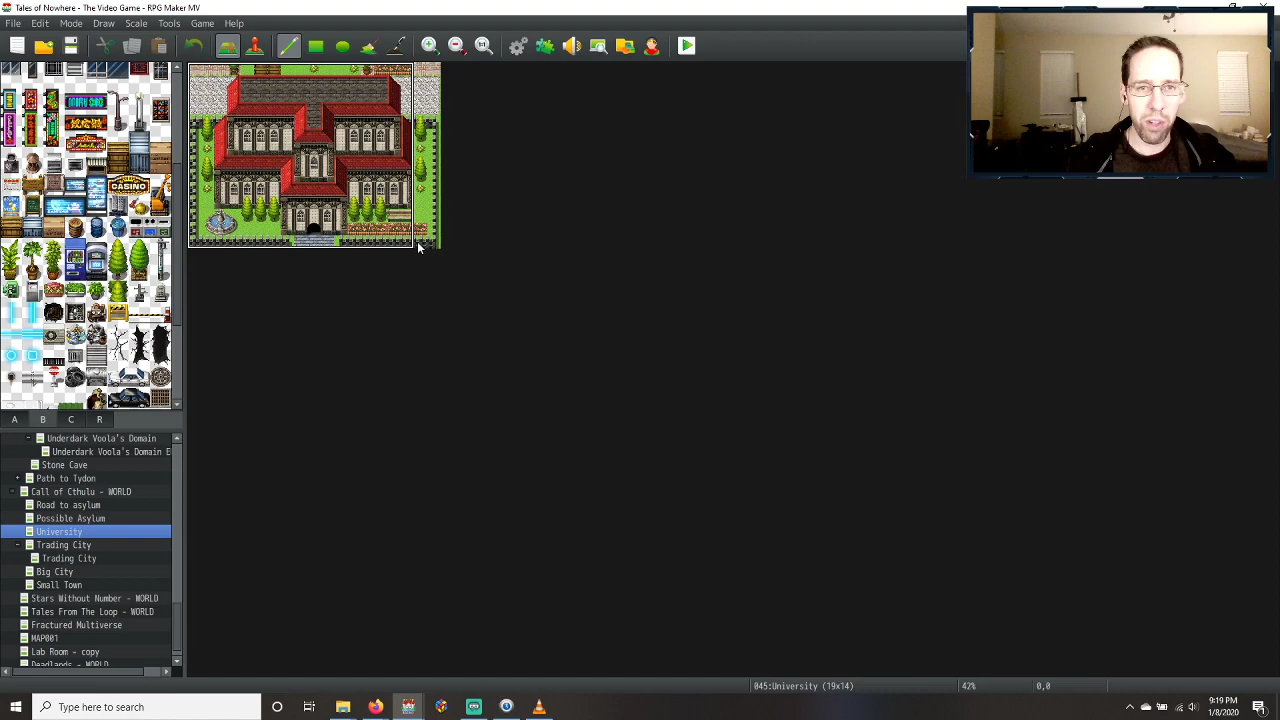 Tales of Nowhere - The Video Game - RPG Maker MV
File Edit Mode Draw Scale Tools Game Help
CASINO
A B C R
Underdark Voola's Domain
Underdark Voola's Domain E
Stone Cave
Path to Tydon
Call of Cthulu - WORLD
Road to asylum
Possible Asylum
University
Trading City
Trading City
Big City
Small Town
Stars Without Number - WORLD
Tales From The Loop - WORLD
Fractured Multiverse
MAP001
Lab Room - copy
Deadlands - WORLD
045:University (19x14) 42% 0,0
Type here to search
9:19 PM
1/8/2020